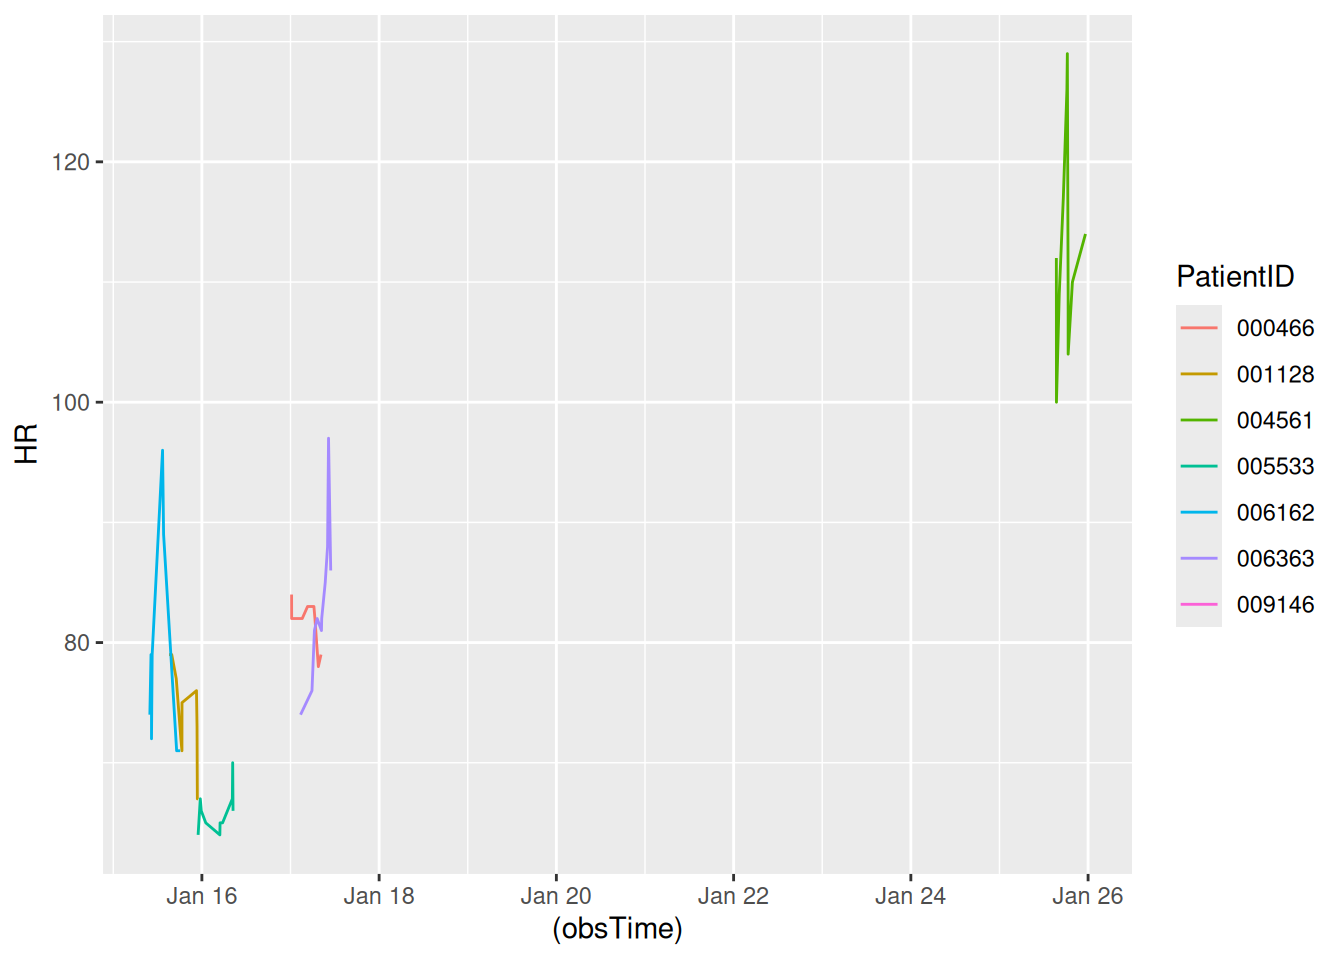 120
100
80
HR
Jan 16
Jan 18
Jan 20
Jan 22
Jan 24
Jan 26
(obsTime)
PatientID
000466
001128
004561
005533
006162
006363
009146